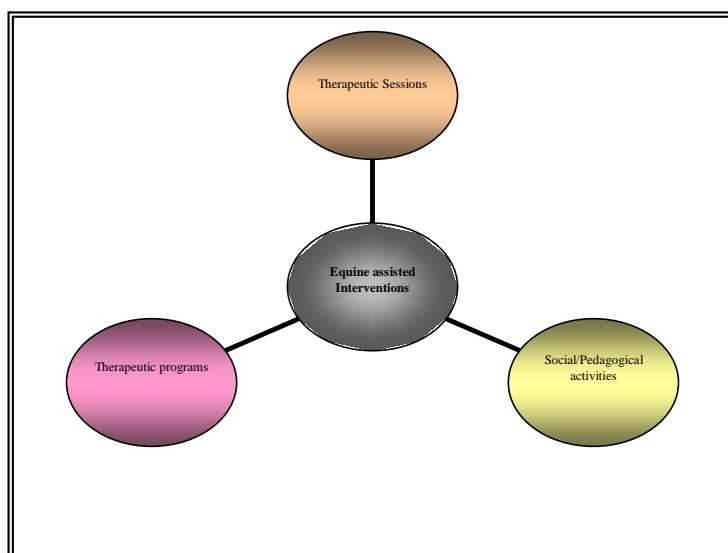 Therapeutic Sessions
Equine assisted
Interventions
Therapeutic programs
Social/Pedagogical
activities